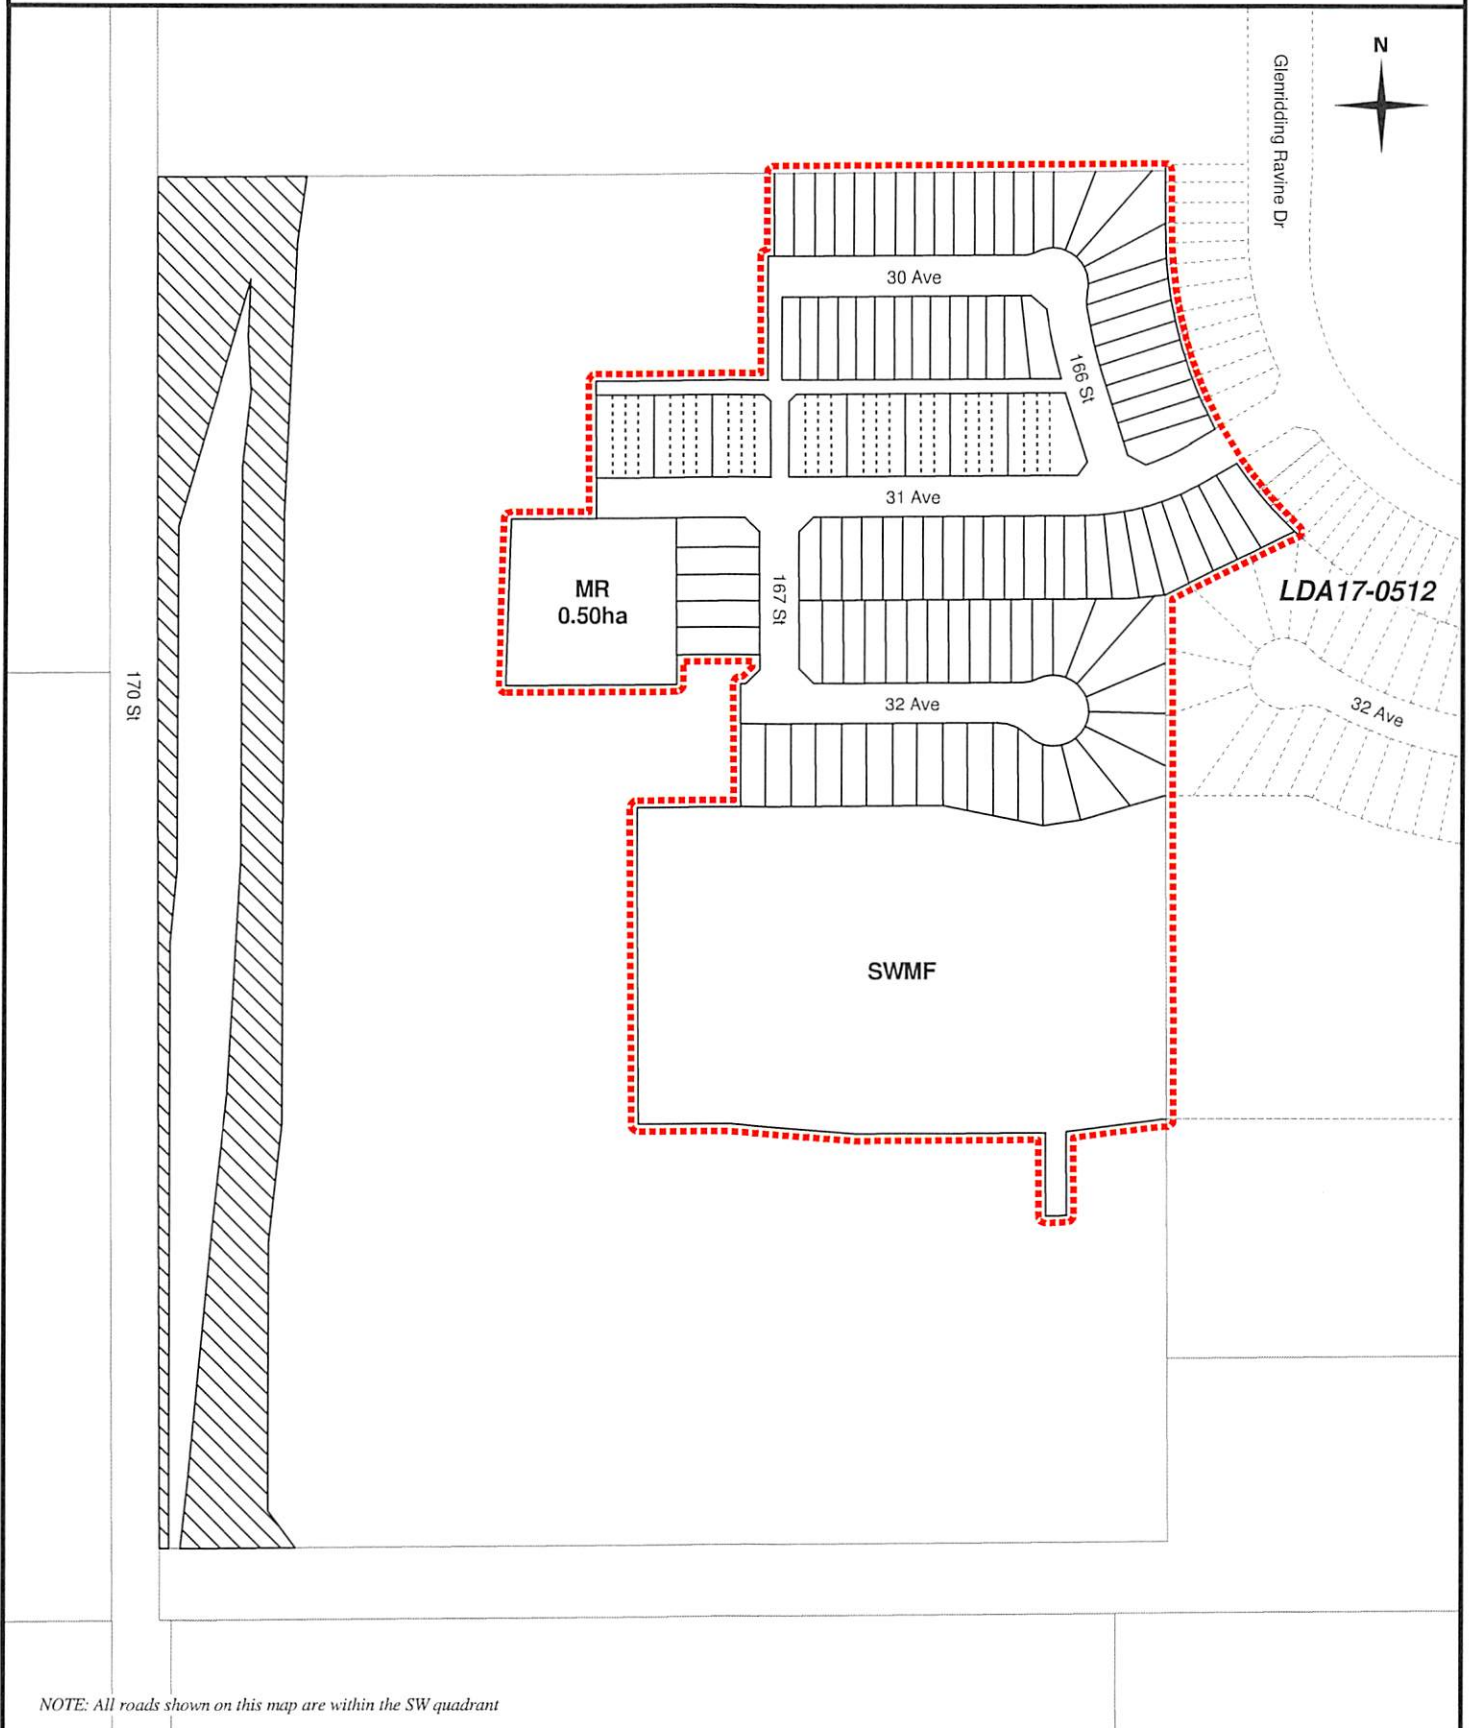 N
Glenridding Ravine Dr
30 Ave
166 St
31 Ave
MR
0.50ha
167 St
LDA17-0512
170 St
32 Ave
32 Ave
SWMF
NOTE: All roads shown on this map are within the SW quadrant